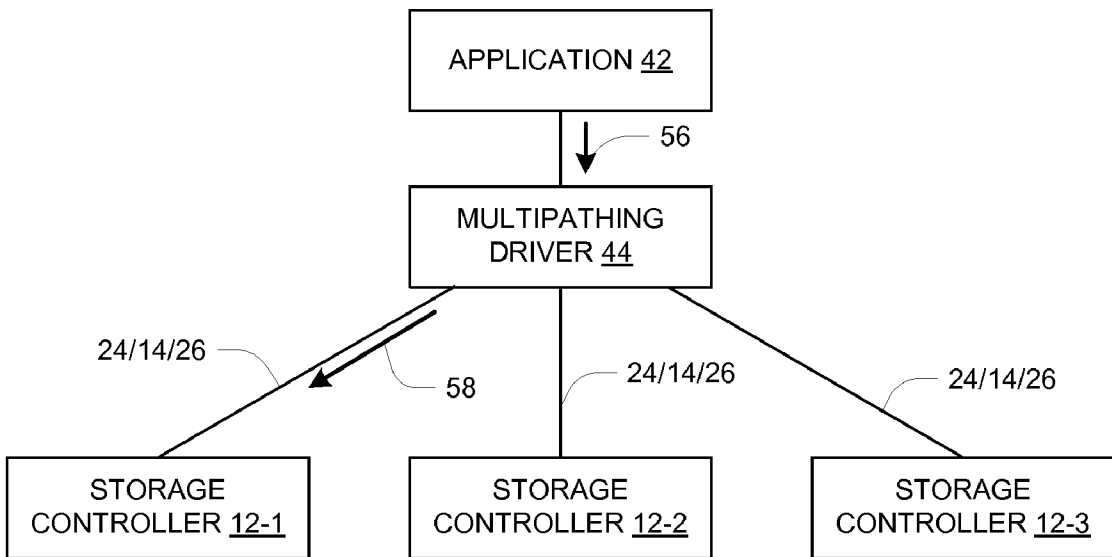 APPLICATION 42
56
MULTIPATHING
DRIVER 44
24/14/26
58
24/14/26
24/14/26
STORAGE
CONTROLLER 12-1
STORAGE
CONTROLLER 12-2
STORAGE
CONTROLLER 12-3